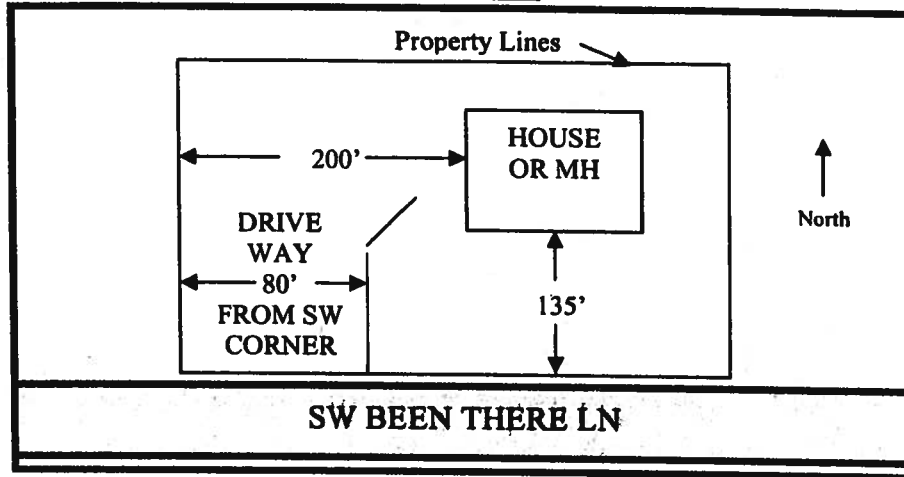 Property Lines
HOUSE
OR MH
200'
North
DRIVE
WAY
80'
FROM SW
CORNER
135'
SW BEEN THERE LN